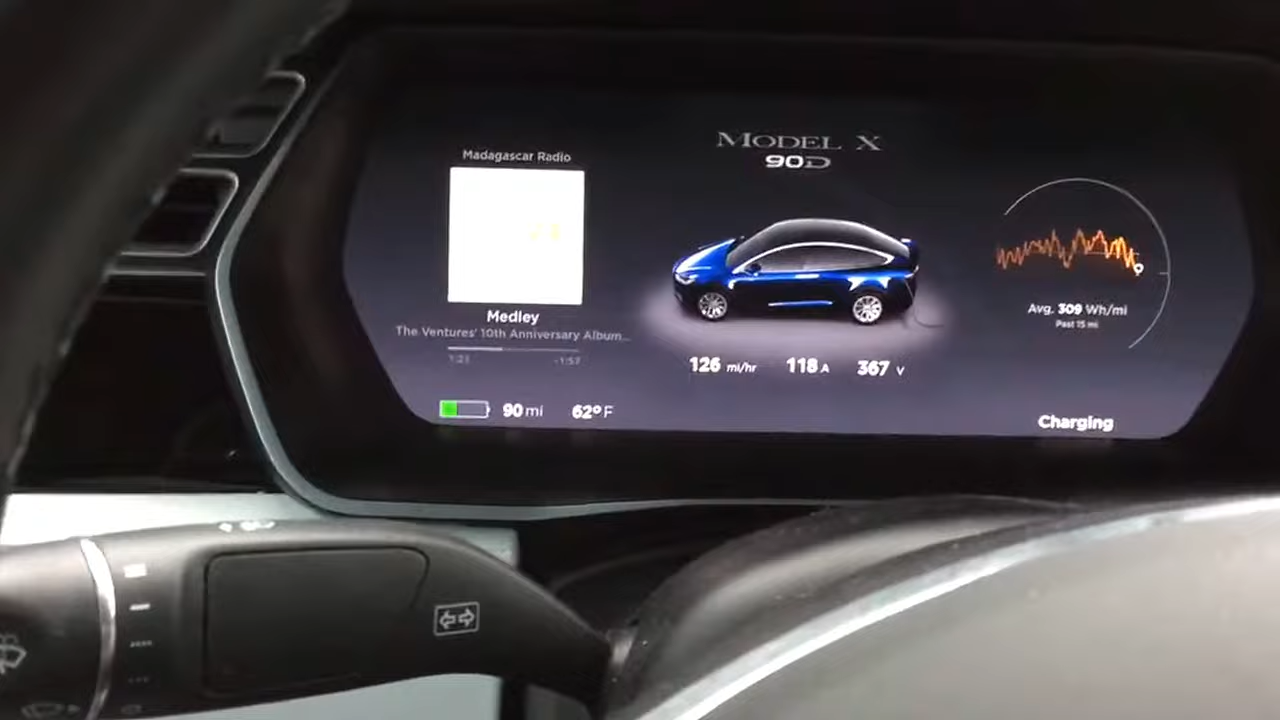 Madagascar Radio
Medley
The Ventures' 10th Anniversary Album...
1:21 -1:57
90 mi 62° F
MODEL X
90D
126 mi/hr 118 A 367 V
Avg. 309 Wh/mi
Past 15 mi
Charging